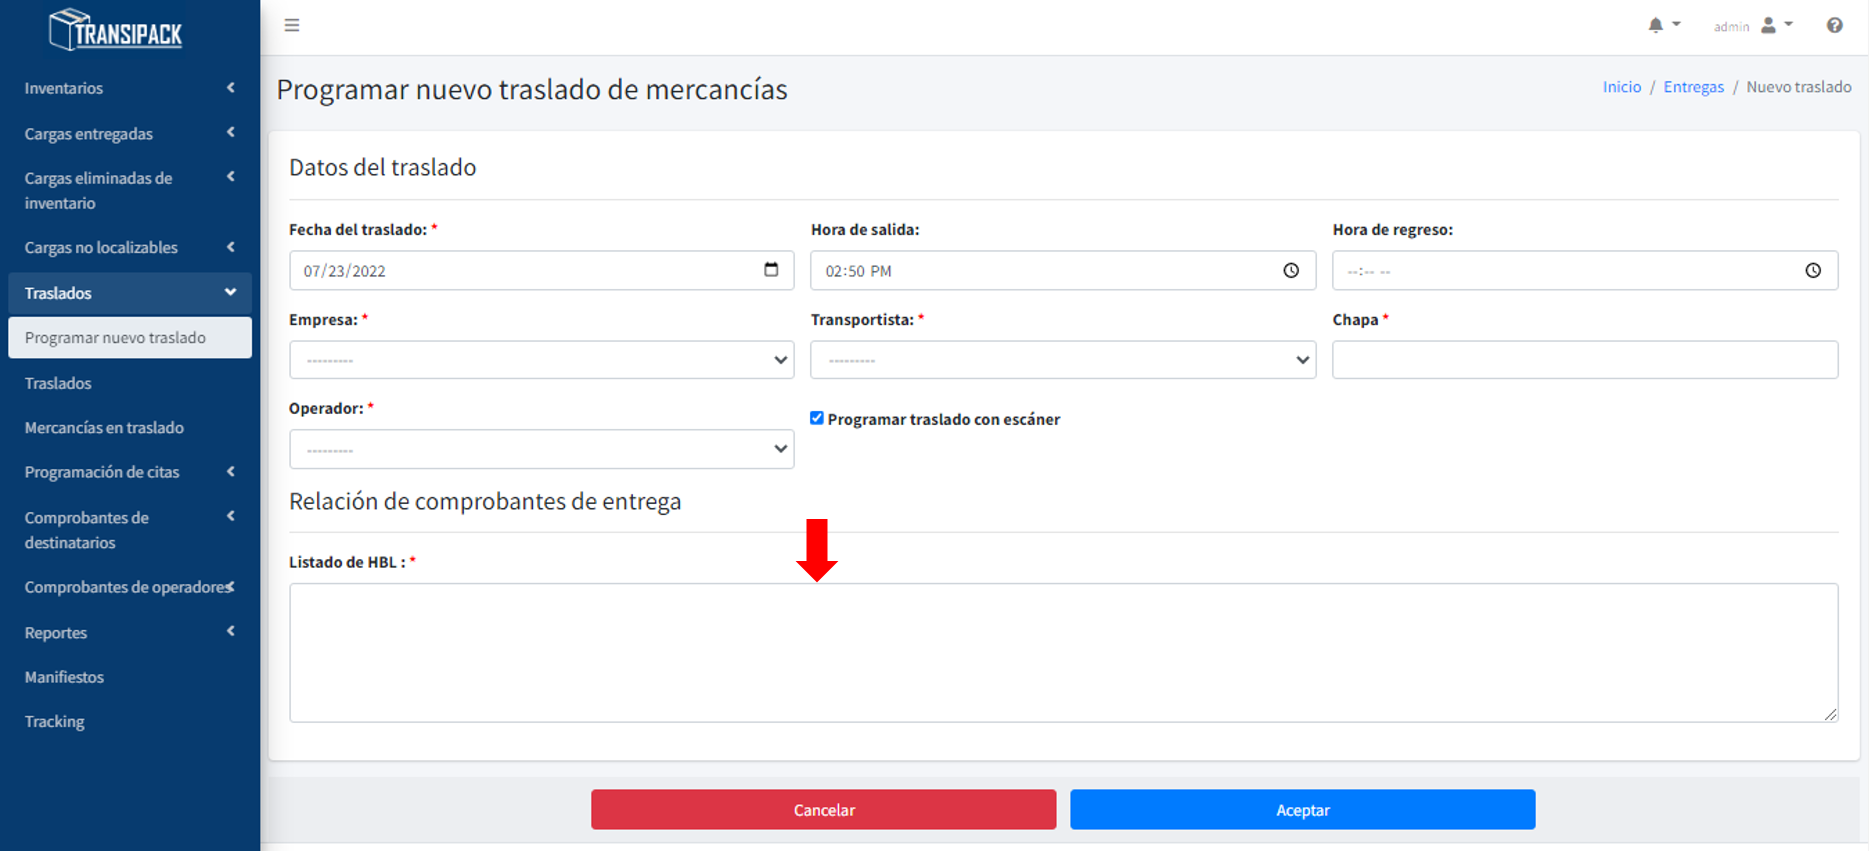 TRANSIPACK
admin
Inventarios
Cargas entregadas
Cargas eliminadas de
inventario
Cargas no localizables
Traslados
Programar nuevo traslado
Traslados
Mercancías en traslado
Programación de citas
Comprobantes de
destinatarios
Comprobantes de operadores
Reportes
Manifiestos
Tracking
Programar nuevo traslado de mercancías
Inicio / Entregas / Nuevo traslado
Datos del traslado
Fecha del traslado: *
Hora de salida:
Hora de regreso:
07/23/2022
02:50 PM
--:-- --
Empresa: *
Transportista: *
Chapa *
---------
---------
Operador: *
Programar traslado con escáner
---------
Relación de comprobantes de entrega
Listado de HBL : *
Cancelar
Aceptar